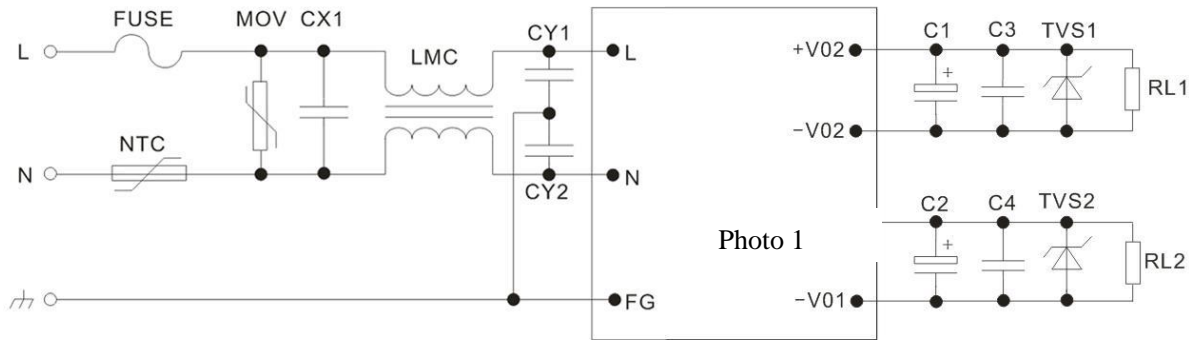 FUSE MOV CX1 CY1 C1 C3 TVS1
L LMC L +V02 RL1
NTC −V02
N N
CY2 C2 C4 TVS2
Photo 1 RL2
FG −V01